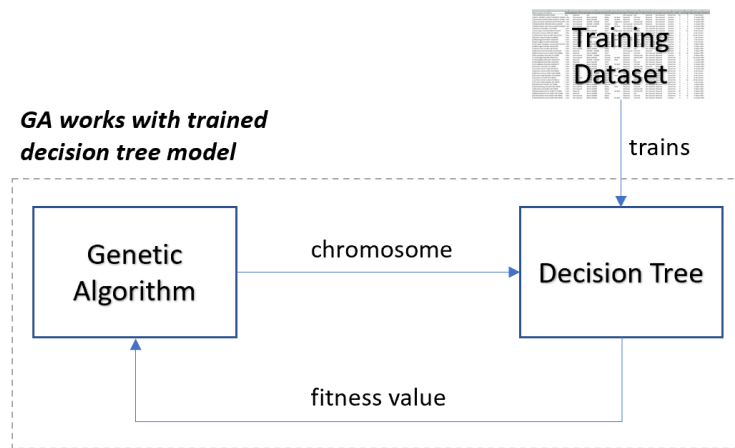 Training
Dataset
GA works with trained
decision tree model
trains
Genetic
Algorithm
chromosome
Decision Tree
fitness value